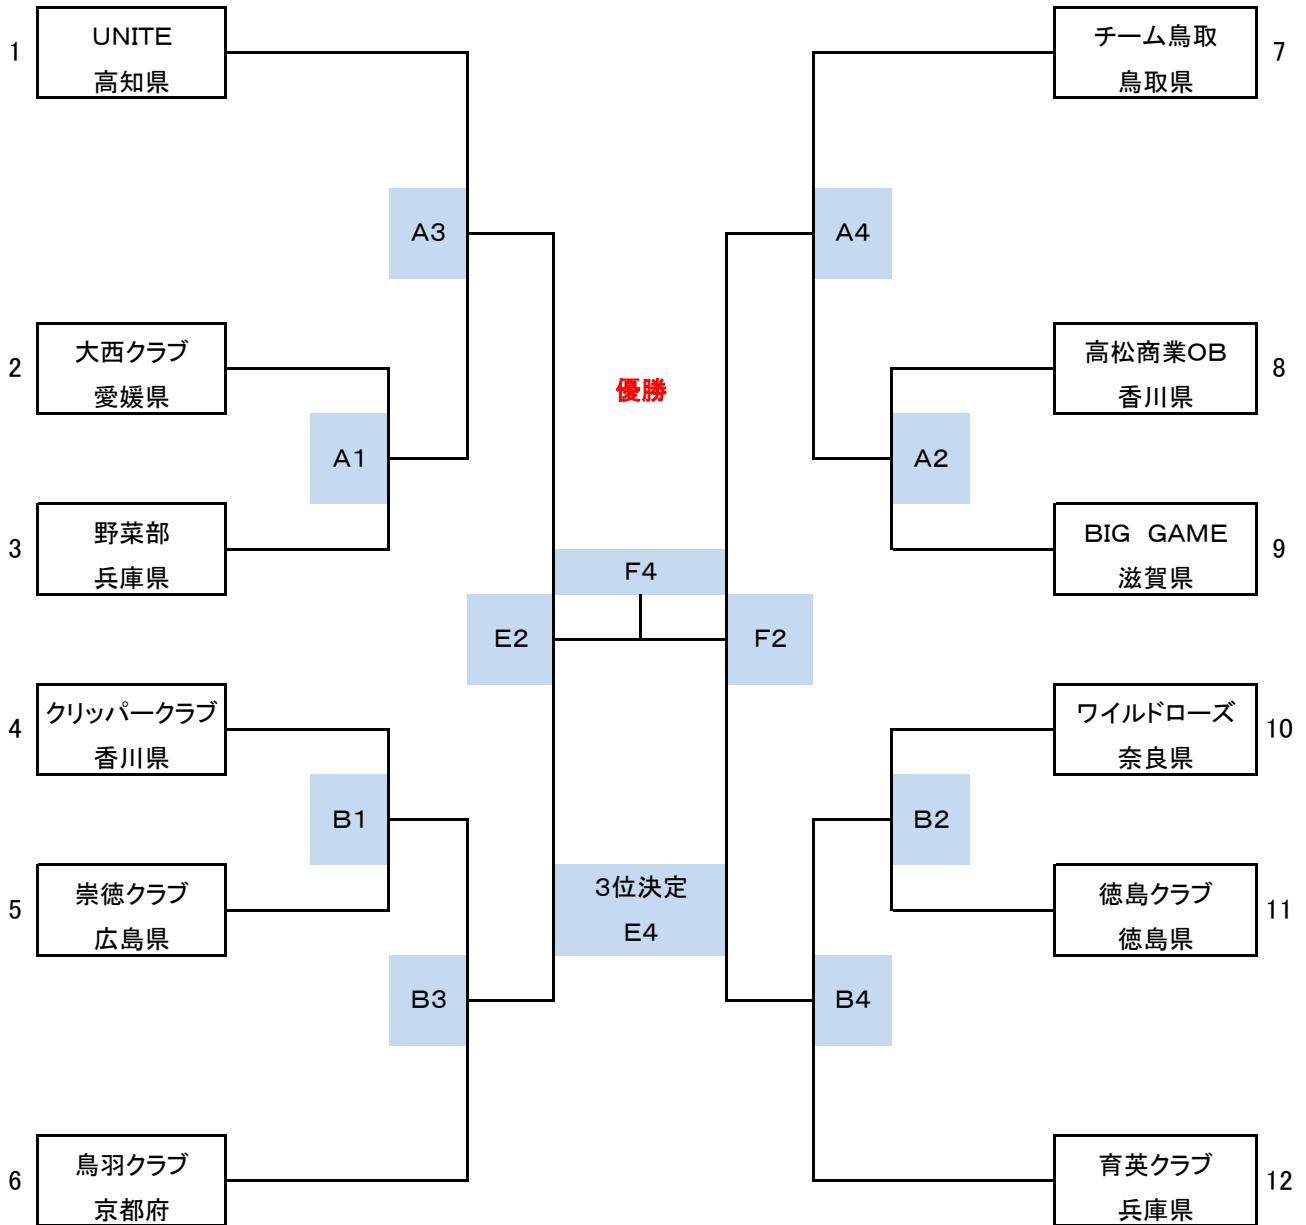 1
UNITE
高知県
チーム鳥取
鳥取県
7
A3
A4
2
大西クラブ
愛媛県
優勝
高松商業OB
香川県
8
A1
A2
3
野菜部
兵庫県
BIG GAME
滋賀県
9
F4
E2
F2
4
クリッパークラブ
香川県
ワイルドローズ
奈良県
10
B1
B2
5
崇徳クラブ
広島県
3位決定
E4
徳島クラブ
徳島県
11
B3
B4
6
鳥羽クラブ
京都府
育英クラブ
兵庫県
12